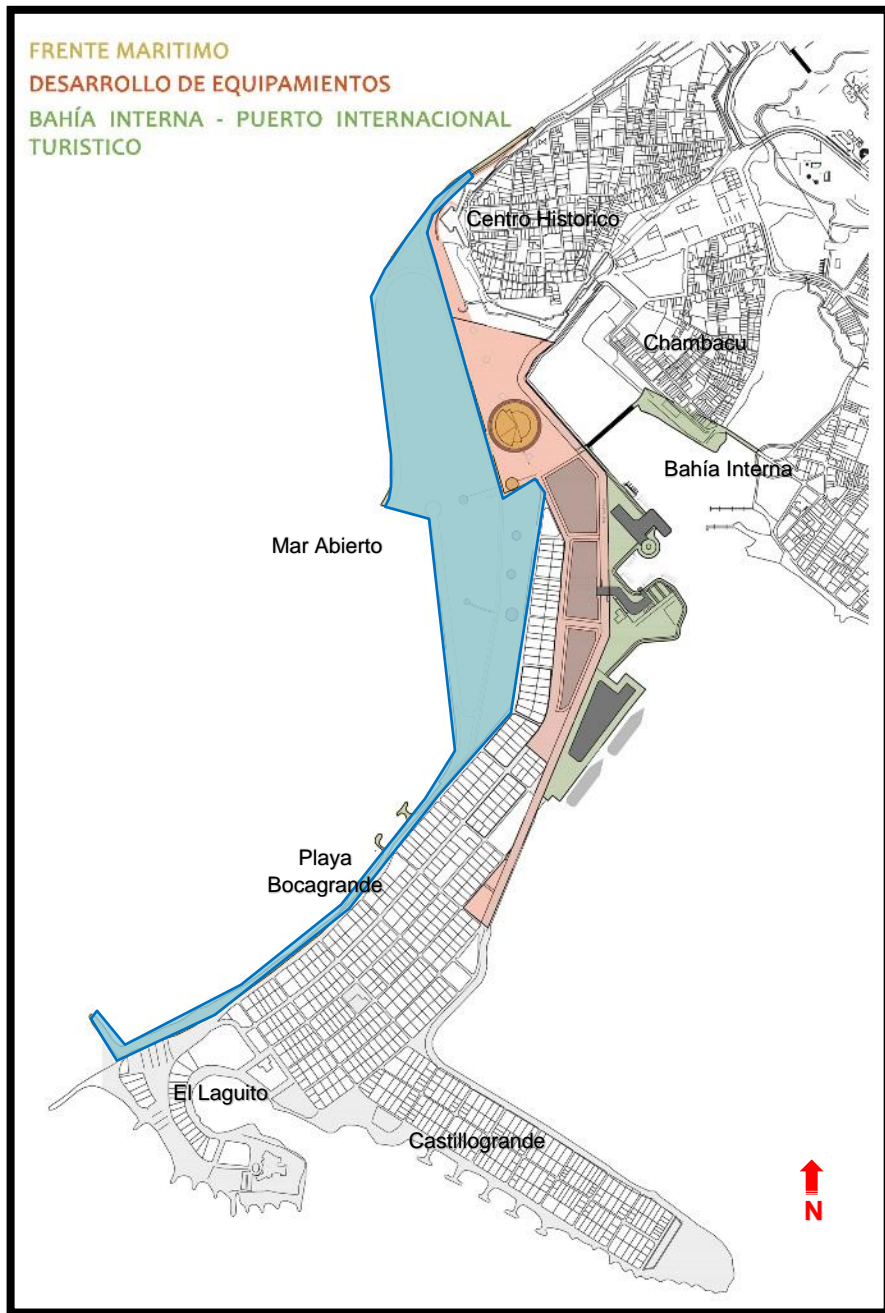 FRENTE MARITIMO
DESARROLLO DE EQUIPAMIENTOS
BAHÍA INTERNA - PUERTO INTERNACIONAL
TURISTICO
Centro Historico
Chambacu
Bahía Interna
Mar Abierto
Playa
Bocagrande
El Laguito
Castillogrande
N